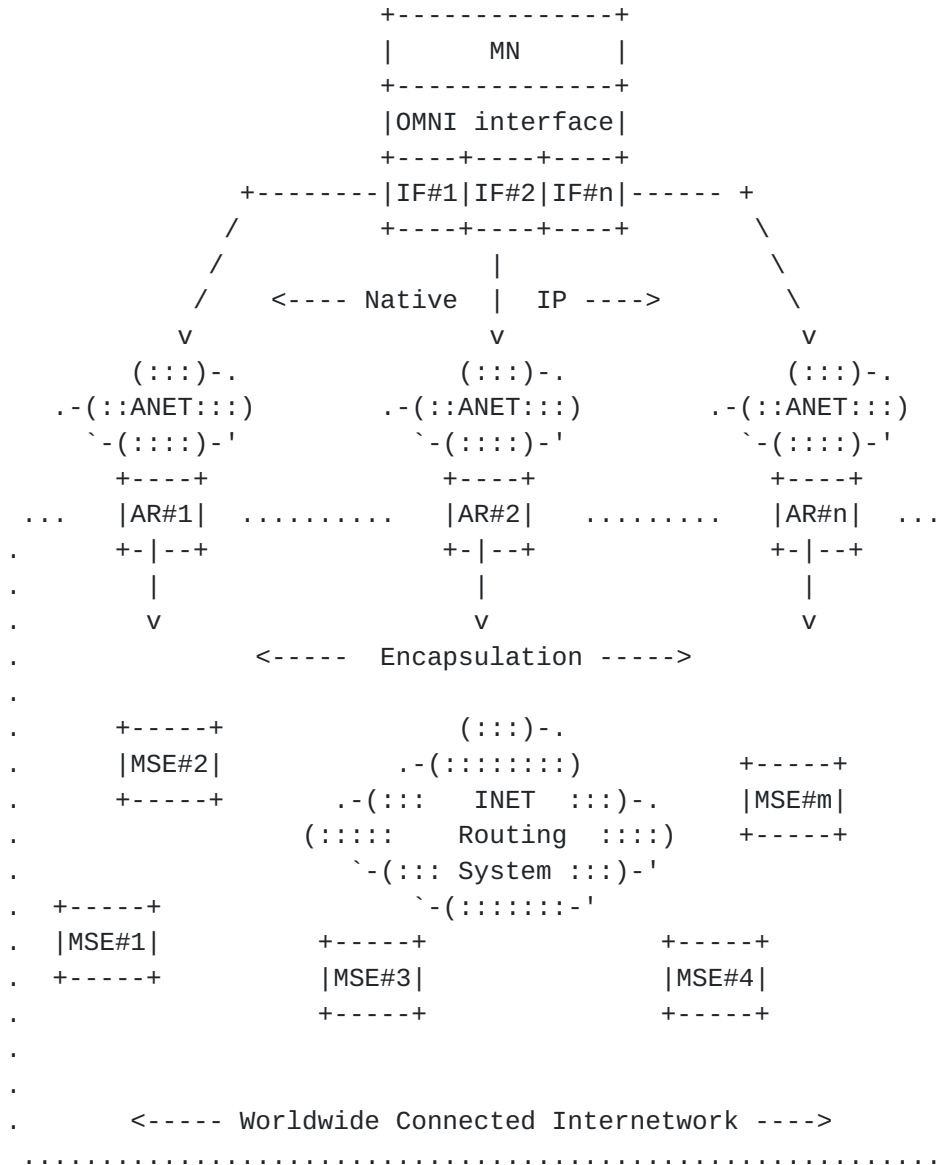 +--------------+
|      MN      |
+--------------+
|OMNI interface|
+----+----+----+
+--------|IF#1|IF#2|IF#n|------ +
/         +----+----+----+         \
/                 |                 \
/    <---- Native  |  IP ---->       \
v                   v                   v
(:::)-.              (:::)-.              (:::)-.
.-(::ANET:::)        .-(::ANET:::)        .-(::ANET:::)
`-(::::)-'           `-(::::)-'           `-(::::)-'
+----+               +----+               +----+
...   |AR#1|  ..........   |AR#2|   .........   |AR#n|  ...
.      +-|--+               +-|--+               +-|--+
.        |                    |                    |
.        v                    v                    v
.               <-----  Encapsulation ----->
.
.      +-----+               (:::)-.
.      |MSE#2|           .-(::::::::)          +-----+
.      +-----+       .-(:::   INET  :::)-.     |MSE#m|
.                  (:::::    Routing  ::::)    +-----+
.                     `-(::: System :::)-'
.  +-----+                `-(:::::::-'
.  |MSE#1|          +-----+               +-----+
.  +-----+          |MSE#3|               |MSE#4|
.                   +-----+               +-----+
.
.
.       <----- Worldwide Connected Internetwork ---->
...........................................................